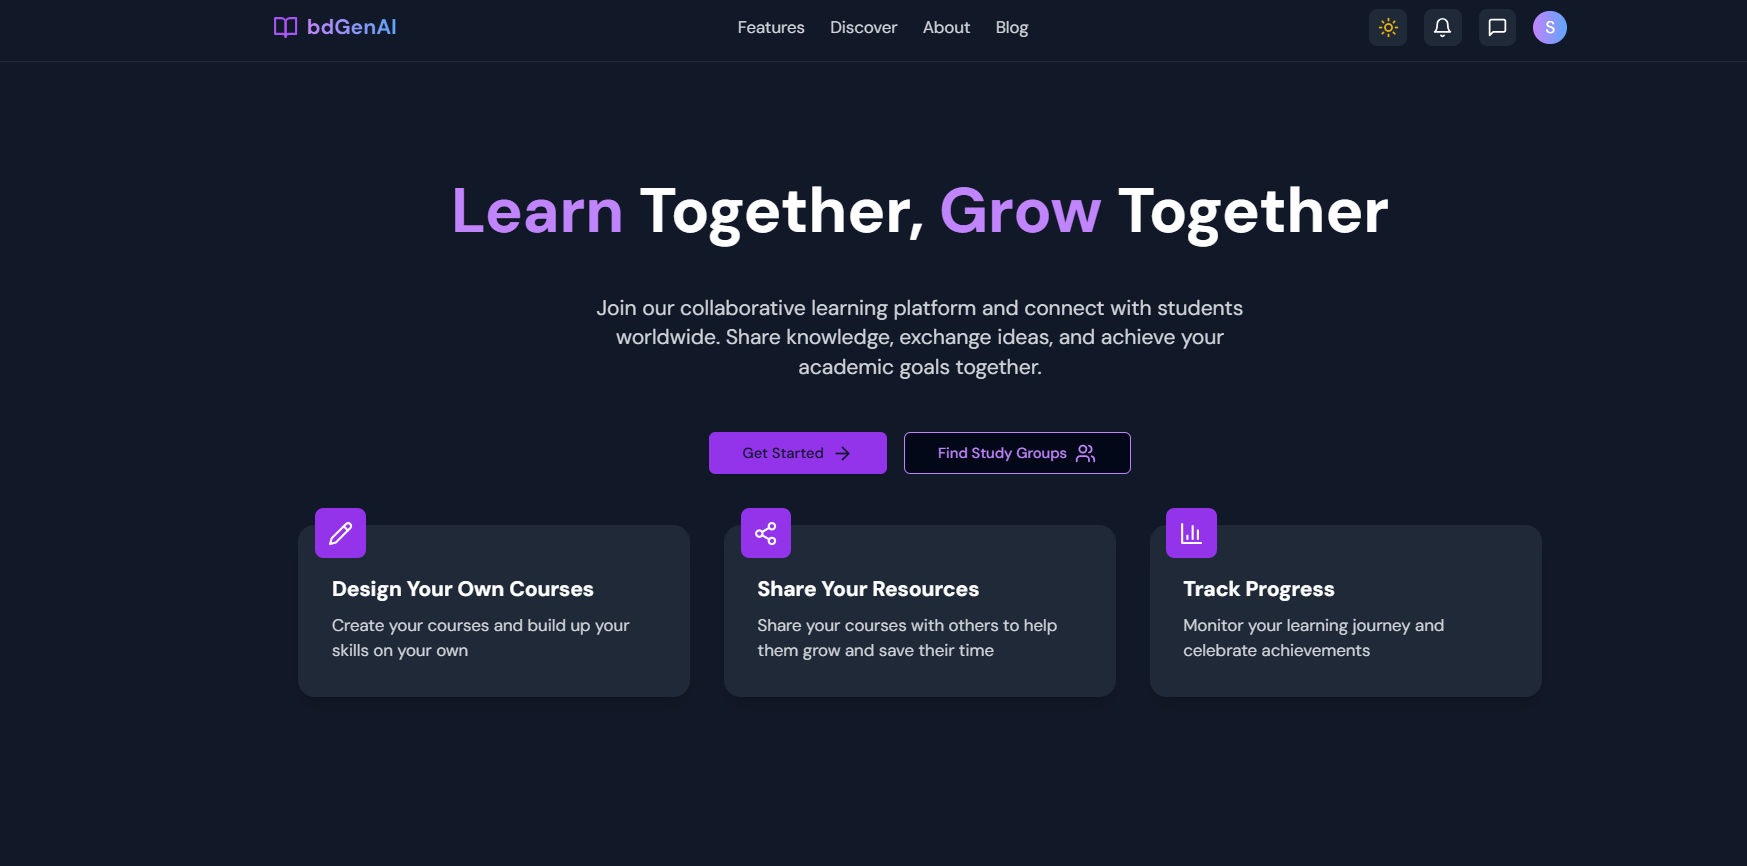 bdGenAI
Features Discover About Blog
S
Learn Together, Grow Together
Join our collaborative learning platform and connect with students
worldwide. Share knowledge, exchange ideas, and achieve your
academic goals together.
Get Started
Find Study Groups
Design Your Own Courses
Create your courses and build up your
skills on your own
Share Your Resources
Share your courses with others to help
them grow and save their time
Track Progress
Monitor your learning journey and
celebrate achievements